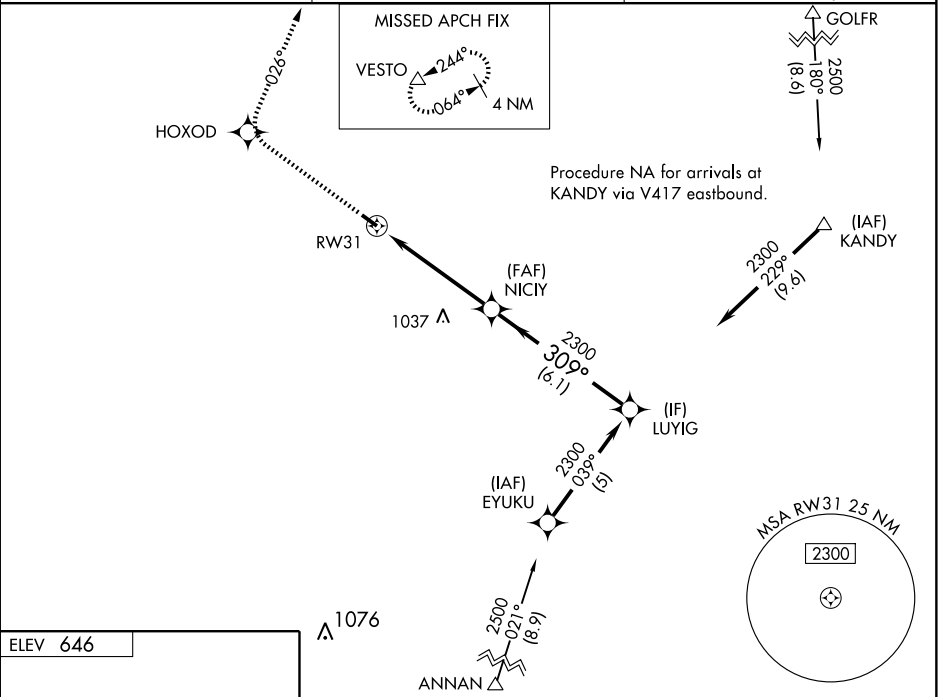 MISSED APCH FIX
VESTO
244°
064°
4 NM
GOLFR
2500
180°
(8.6)
026°
HOXOD
Procedure NA for arrivals at
KANDY via V417 eastbound.
RW31
(IAF)
KANDY
2300
229°
(9.6)
(FAF)
NICIY
1037
2300
309°
(6.1)
(IF)
LUYIG
2300
039°
(5)
(IAF)
EYUKU
MSA RW31 25 NM
2300
2500
021°
(8.9)
1076
ELEV 646
ANNAN